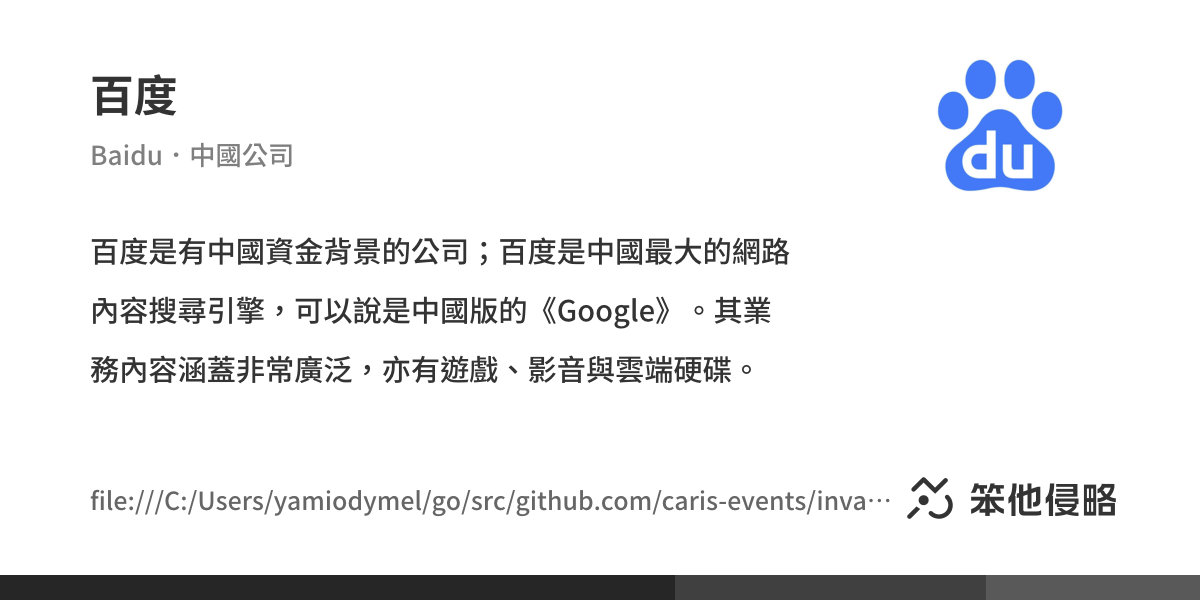 百度
Baidu・中國公司
du
百度是有中國資金背景的公司；百度是中國最大的網路
內容搜尋引擎，可以說是中國版的《Google》。其業
務內容涵蓋非常廣泛，亦有遊戲、影音與雲端硬碟。
file:///C:/Users/yamiodymel/go/src/github.com/caris-events/inva⋯
笨他侵略